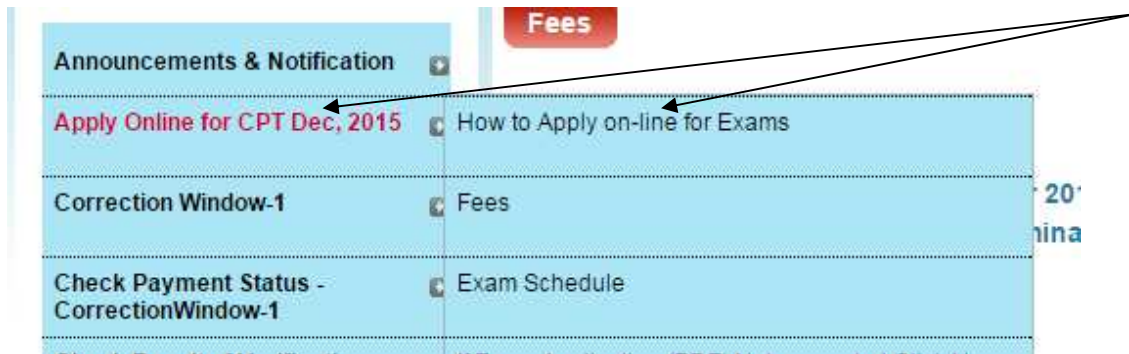 Fees
Announcements & Notification
Apply Online for CPT Dec, 2015
How to Apply on-line for Exams
Correction Window-1
Fees
Check Payment Status -
CorrectionWindow-1
Exam Schedule